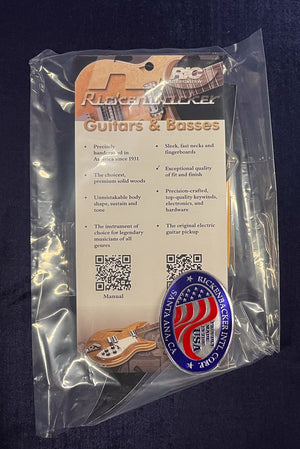 RIC
RICKENBACKER
Guitars & Basses
• Precisely
handcrafted in
America since 1931
• The choicest,
premium solid woods
• Unmistakable body
shape, sustain and
tone
• The instrument of
choice for legendary
musicians of all
genres
Manual
• Sleek, fast necks and
fingerboards
✓ Exceptional quality
of fit and finish
• Precision-crafted,
top-quality keywinds,
electronics, and
hardware
• The original electric
guitar pickup
★ RICKENBACKER INTL. CORP. ★
SANTA ANA, CA
USA